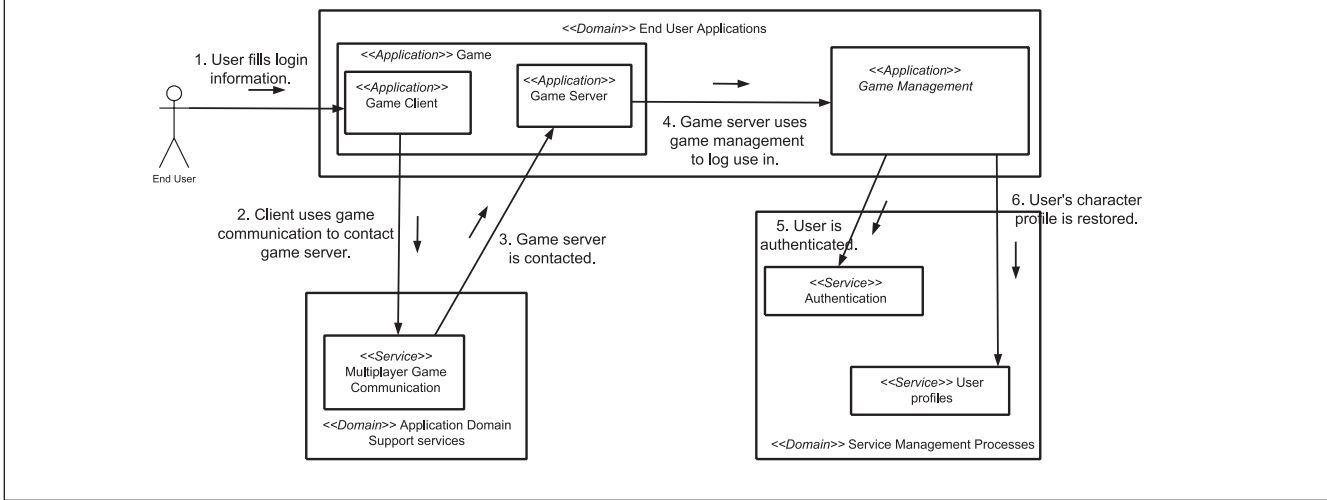 <<Domain>> End User Applications
1. User fills login
information.
<<Application>> Game
<<Application>>
Game Client
<<Application>>
Game Server
<<Application>>
Game Management
4. Game server uses
game management
to log use in.
End User
2. Client uses game
communication to contact
game server.
3. Game server
is contacted.
5. User is
authenticated.
6. User's character
profile is restored.
<<Service>>
Authentication
<<Service>>
Multiplayer Game
Communication
<<Service>> User
profiles
<<Domain>> Application Domain
Support services
<<Domain>> Service Management Processes